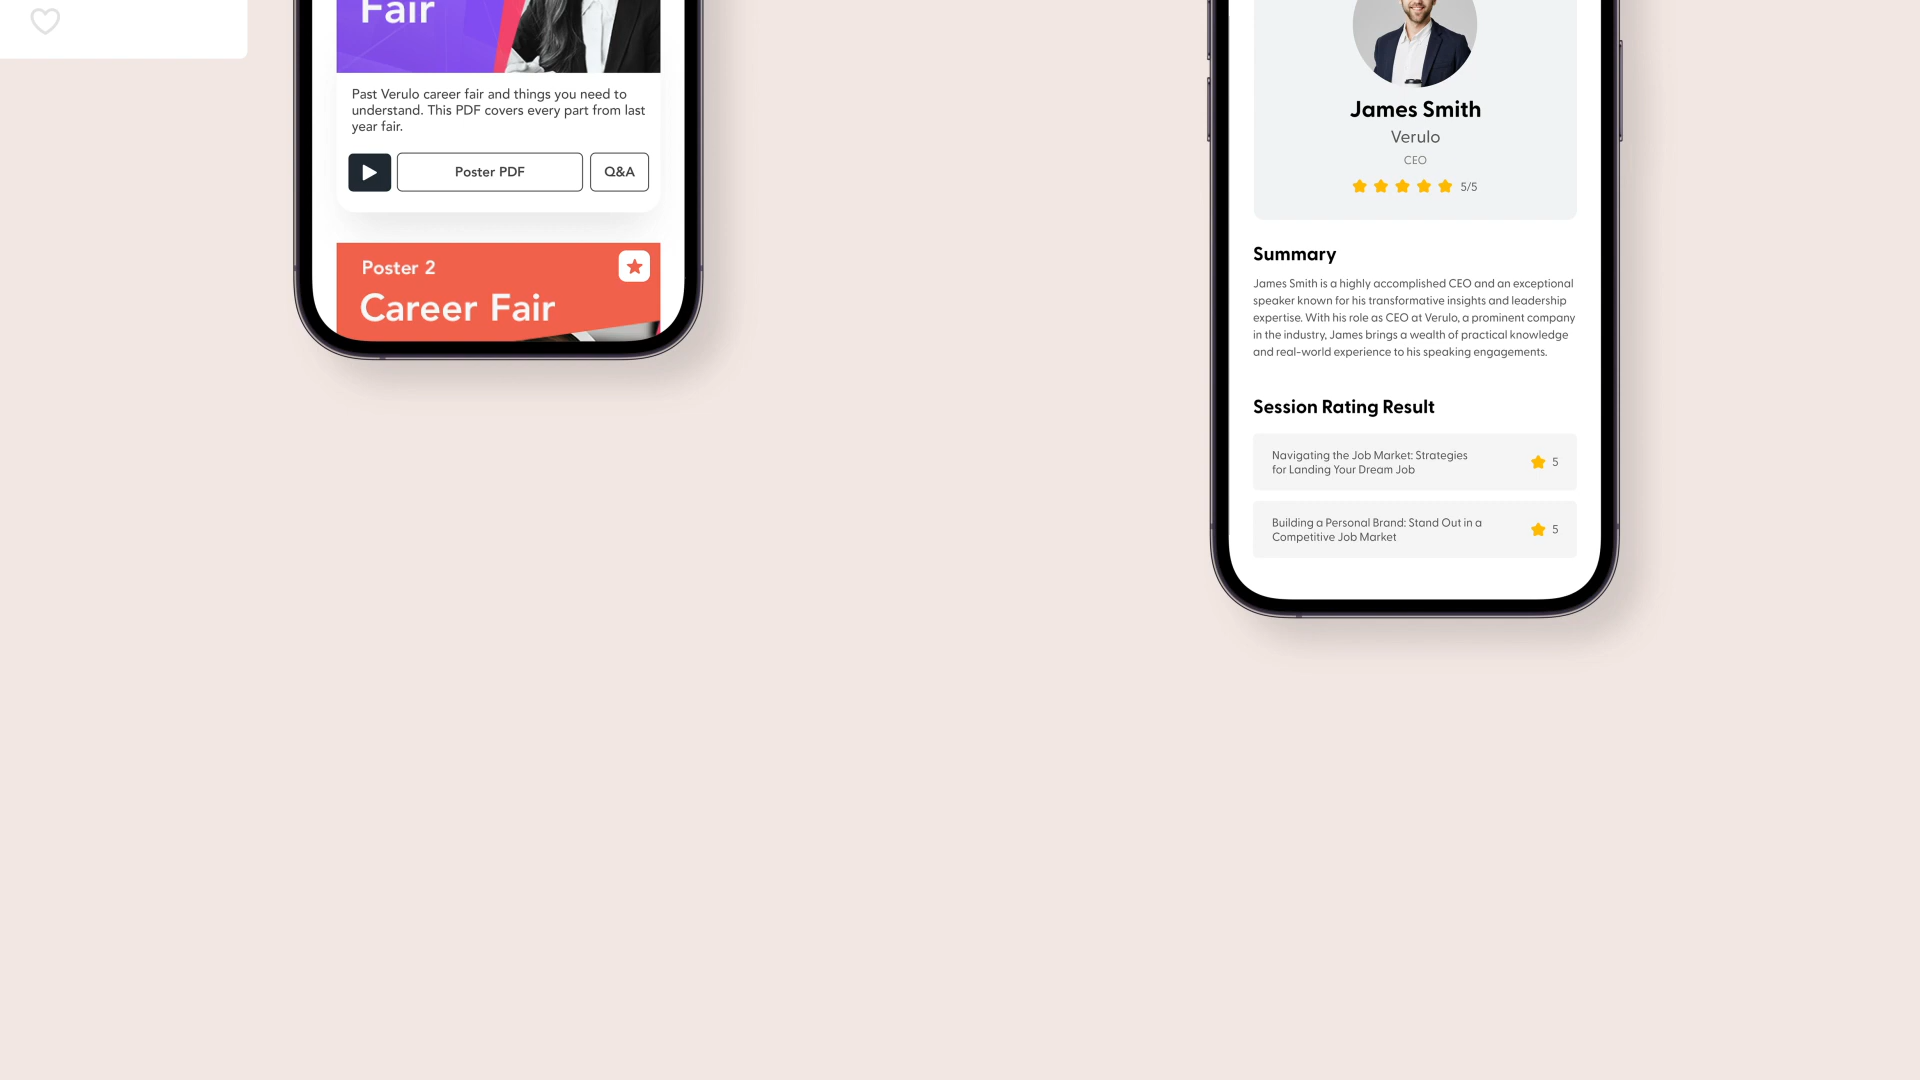 Fair
Past Verulo career fair and things you need to
understand. This PDF covers every part from last
year fair.
Poster PDF
Q&A
Poster 2
Career Fair
James Smith
Verulo
CEO
5/5
Summary
James Smith is a highly accomplished CEO and an exceptional
speaker known for his transformative insights and leadership
expertise. With his role as CEO at Verulo, a prominent company
in the industry, James brings a wealth of practical knowledge
and real-world experience to his speaking engagements.
Session Rating Result
Navigating the Job Market: Strategies
for Landing Your Dream Job
5
Building a Personal Brand: Stand Out in a
Competitive Job Market
5